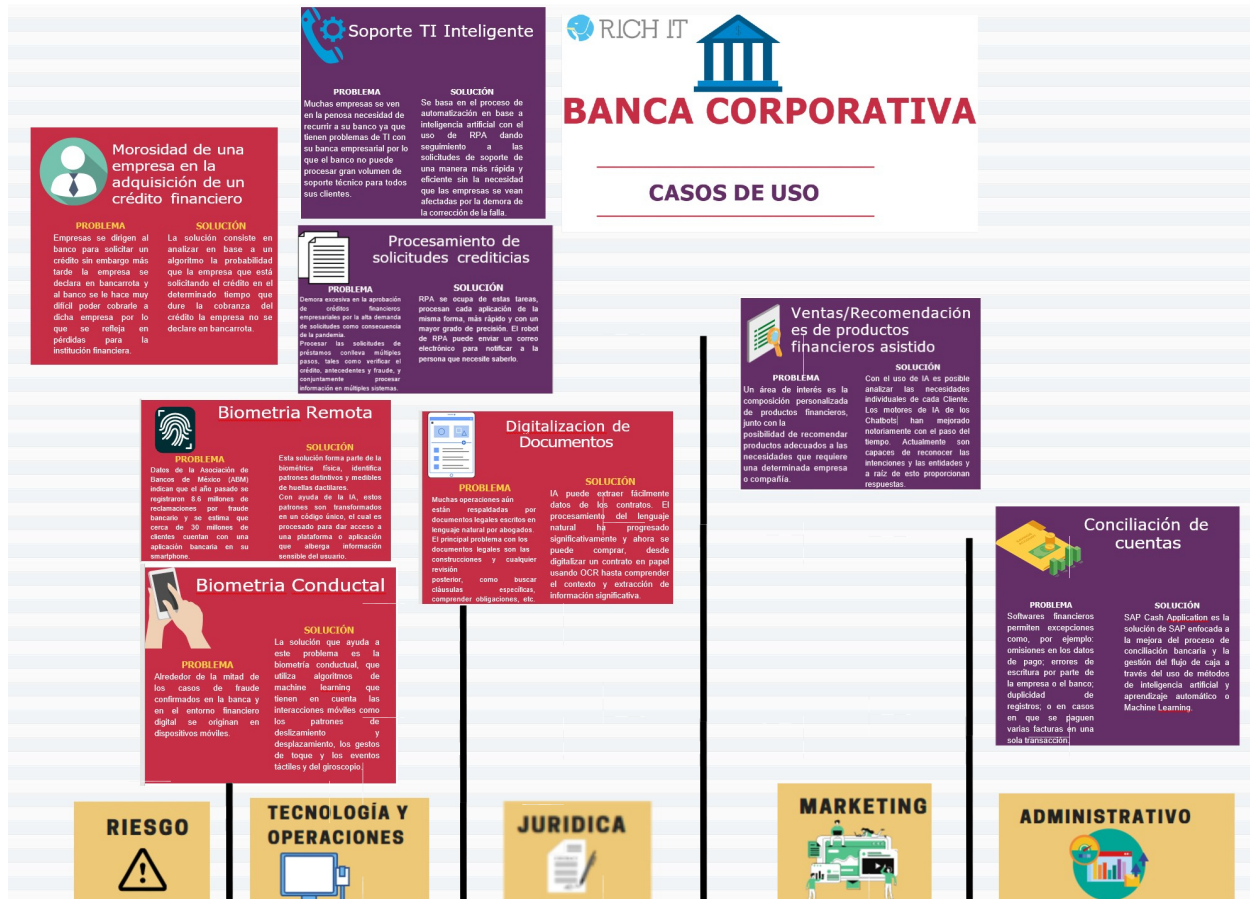 RICH IT
BANCA CORPORATIVA
CASOS DE USO
Soporte TI Inteligente
PROBLEMA
Muchas empresas se ven
en la penosa necesidad de
recurrir a su banco ya que
tienen problemas de TI con
su banca empresarial por lo
que el banco no puede
procesar gran volumen de
soporte técnico para todos
sus clientes.
SOLUCIÓN
Se basa en el proceso de
automatización en base a
inteligencia artificial con el
uso de RPA dando
seguimiento a las
solicitudes de soporte de
una manera más rápida y
eficiente sin la necesidad
que las empresas se vean
afectadas por la demora de
la corrección de la falla.
Morosidad de una
empresa en la
adquisición de un
crédito financiero
PROBLEMA
Empresas se dirigen al
banco para solicitar un
crédito sin embargo más
tarde la empresa se
declara en bancarrota y
al banco se le hace muy
difícil poder cobrarle a
dicha empresa por lo
que se refleja en
pérdidas para la
institución financiera.
SOLUCIÓN
La solución consiste en
analizar en base a un
algoritmo la probabilidad
que la empresa que está
solicitando el crédito en el
determinado tiempo que
dure la cobranza del
crédito la empresa no se
declare en bancarrota.
Procesamiento de
solicitudes crediticias
PROBLEMA
Demora excesiva en la aprobación
de créditos financieros
empresariales por la alta demanda
de solicitudes como consecuencia
de la pandemia.
Procesar las solicitudes de
préstamos conlleva múltiples
pasos, tales como verificar el
crédito, antecedentes y fraude, y
conjuntamente procesar
información en múltiples sistemas.
SOLUCIÓN
RPA se ocupa de estas tareas,
procesan cada aplicación de la
misma forma, más rápido y con un
mayor grado de precisión. El robot
de RPA puede enviar un correo
electrónico para notificar a la
persona que necesite saberlo.
Ventas/Recomendación
es de productos
financieros asistido
PROBLEMA
Un área de interés es la
composición personalizada
de productos financieros,
junto con la
posibilidad de recomendar
productos adecuados a las
necesidades que requiere
una determinada empresa
o compañía.
SOLUCIÓN
Con el uso de IA es posible
analizar las necesidades
individuales de cada Cliente.
Los motores de IA de los
Chatbots han mejorado
notoriamente con el paso del
tiempo. Actualmente son
capaces de reconocer las
intenciones y las entidades y
a raíz de esto proporcionan
respuestas.
Biometria Remota
PROBLEMA
Datos de la Asociación de
Bancos de México (ABM)
indican que el año pasado se
registraron 8.6 millones de
reclamaciones por fraude
bancario y se estima que
cerca de 30 millones de
clientes cuentan con una
aplicación bancaria en su
smartphone.
SOLUCIÓN
Esta solución forma parte de la
biométrica física, identifica
patrones distintivos y medibles
de huellas dactilares.
Con ayuda de la IA, estos
patrones son transformados
en un código único, el cual es
procesado para dar acceso a
una plataforma o aplicación
que alberga información
sensible del usuario.
Digitalizacion de
Documentos
PROBLEMA
Muchas operaciones aún
están respaldadas por
documentos legales escritos en
lenguaje natural por abogados.
El principal problema con los
documentos legales son las
construcciones y cualquier
revisión
posterior, como buscar
cláusulas específicas,
comprender obligaciones, etc.
SOLUCIÓN
IA puede extraer fácilmente
datos de los contratos. El
procesamiento del lenguaje
natural ha progresado
significativamente y ahora se
puede comprar, desde
digitalizar un contrato en papel
usando OCR hasta comprender
el contexto y extracción de
información significativa.
Conciliación de
cuentas
PROBLEMA
Softwares financieros
permiten excepciones
como, por ejemplo:
omisiones en los datos
de pago; errores de
escritura por parte de
la empresa o el banco;
duplicidad de
registros; o en casos
en que se paguen
varias facturas en una
sola transacción.
SOLUCIÓN
SAP Cash Application es la
solución de SAP enfocada a
la mejora del proceso de
conciliación bancaria y la
gestión del flujo de caja a
través del uso de métodos
de inteligencia artificial y
aprendizaje automático o
Machine Learning.
Biometria Conductal
PROBLEMA
Alrededor de la mitad de
los casos de fraude
confirmados en la banca y
en el entorno financiero
digital se originan en
dispositivos móviles.
SOLUCIÓN
La solución que ayuda a
este problema es la
biometría conductual, que
utiliza algoritmos de
machine learning que
tienen en cuenta las
interacciones móviles como
los patrones de
deslizamiento y
desplazamiento, los gestos
de toque y los eventos
táctiles y del giroscopio.
RIESGO
TECNOLOGÍA Y
OPERACIONES
JURIDICA
MARKETING
ADMINISTRATIVO